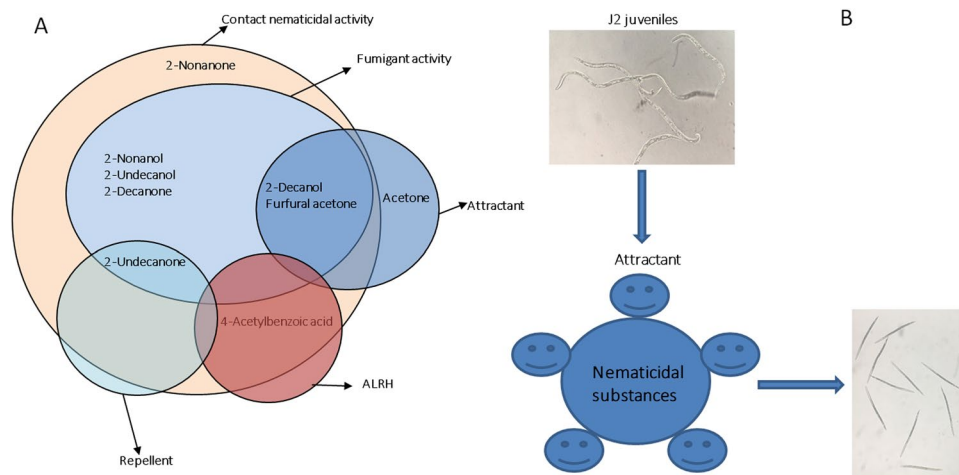 A
Contact nematicidal activity
2-Nonanone
Fumigant activity
2-Nonanol
2-Undecanol
2-Decanone
2-Decanol
Furfural acetone
Acetone
Attractant
2-Undecanone
4-Acetylbenzoic acid
ALRH
Repellent
J2 juveniles
B
Attractant
Nematicidal
substances